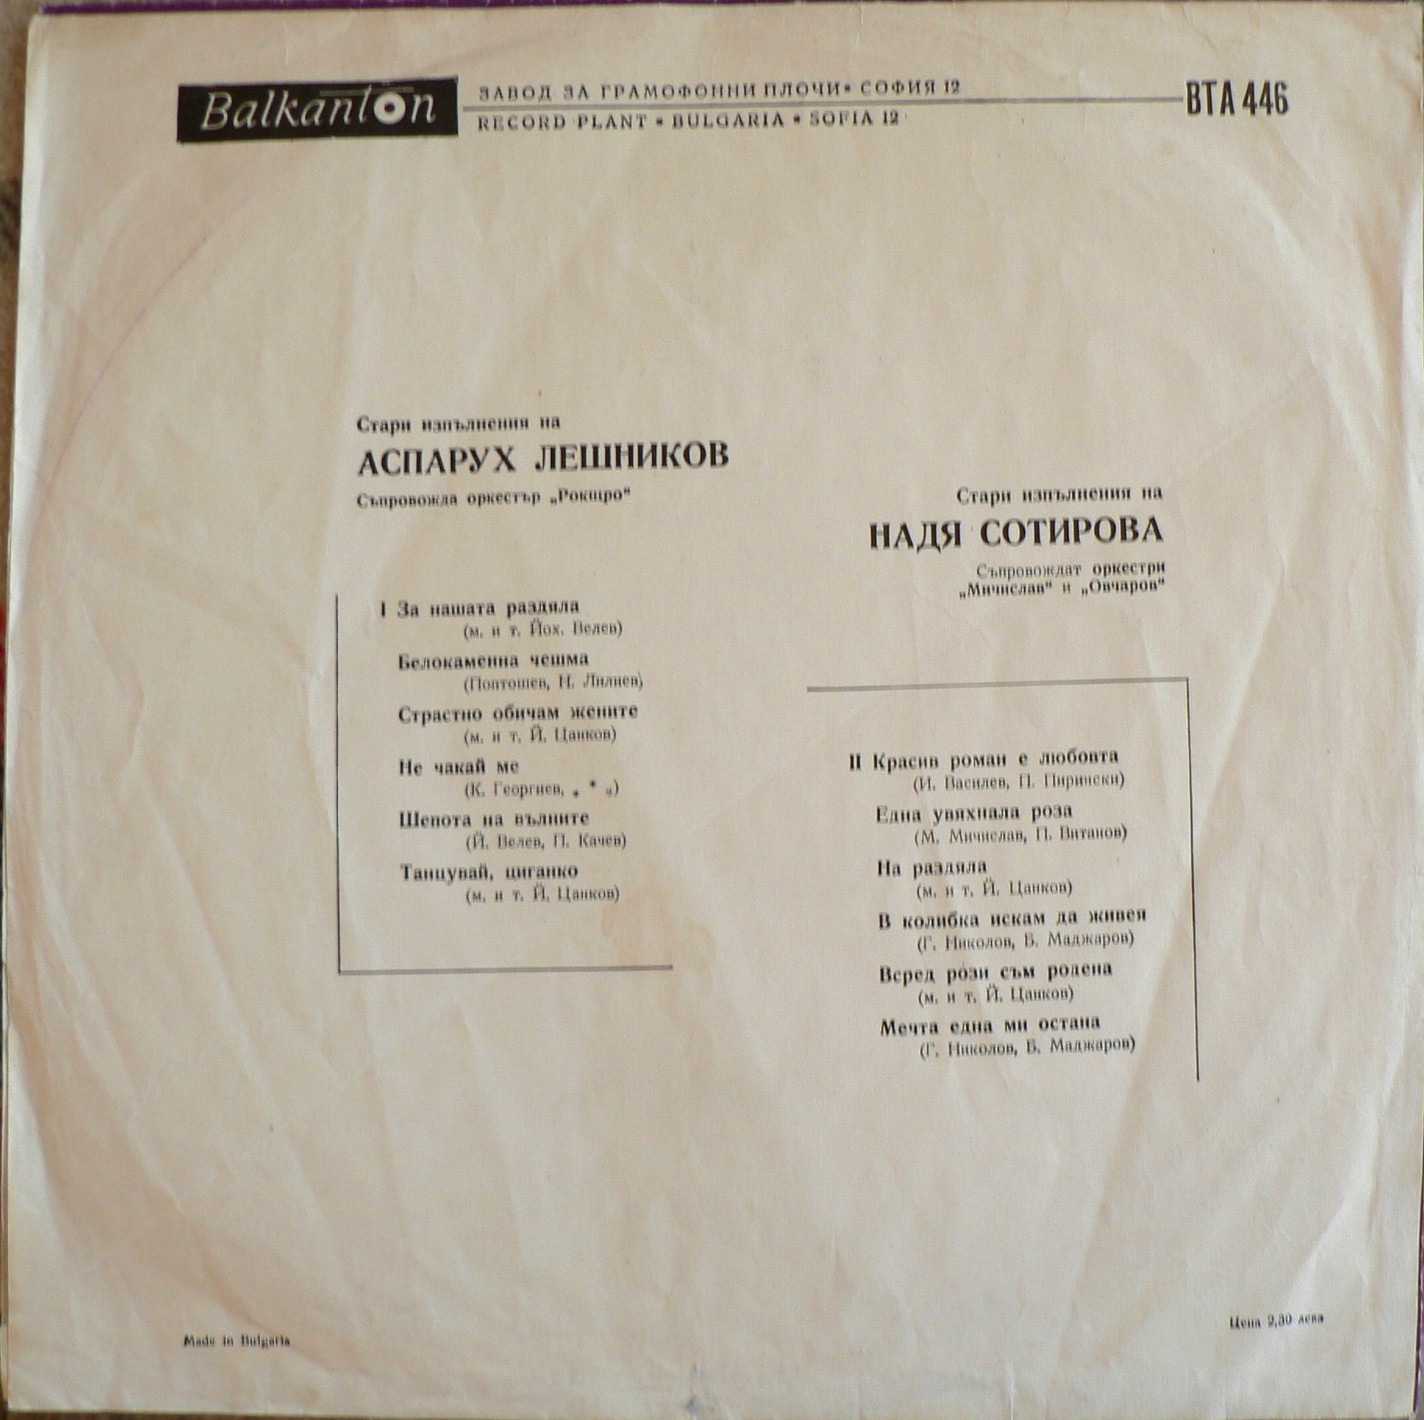 Balkanton
ЗАВОД ЗА ГРАМОФОННИ ПЛОЧИ • СОФИЯ 12
RECORD PLANT • BULGARIA • SOFIA 12
ВТА 446
Стари изпълнения на
АСПАРУХ ЛЕШНИКОВ
Съпровожда оркестър „Рокщро"
I За нашата раздяла
(м. и т. Йох. Велев)
Белокаменна чешма
(Поптошев, Н. Лилиев)
Страстно обичам жените
(м. и т. Й. Цанков)
Не чакай ме
(К. Георгиев, * * *)
Шепота на вълните
(Й. Велев, П. Качев)
Танцувай, циганко
(м. и т. Й. Цанков)
Стари изпълнения на
НАДЯ СОТИРОВА
Съпровождат оркестри
„Мичислав" и „Овчаров"
II Красив роман е любовта
(И. Василев, П. Пирински)
Една увяхнала роза
(М. Мичислав, П. Витанов)
На раздяла
(м. и т. Й. Цанков)
В колибка искам да живея
(Г. Николов, Б. Маджаров)
Всред рози съм родена
(м. и т. Й. Цанков)
Мечта една ми остана
(Г. Николов, Б. Маджаров)
Made in Bulgaria
Цена 2,30 лева